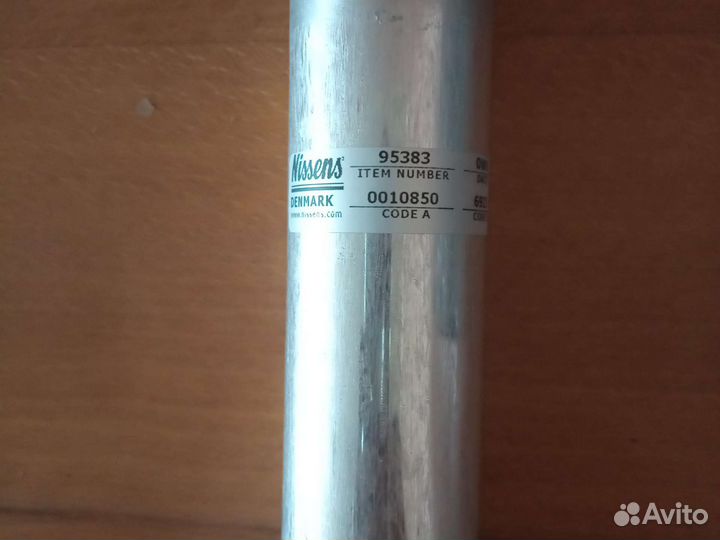 Nissens®
DENMARK
www.nissens.com
95383
ITEM NUMBER
0010850
CODE A
Avito